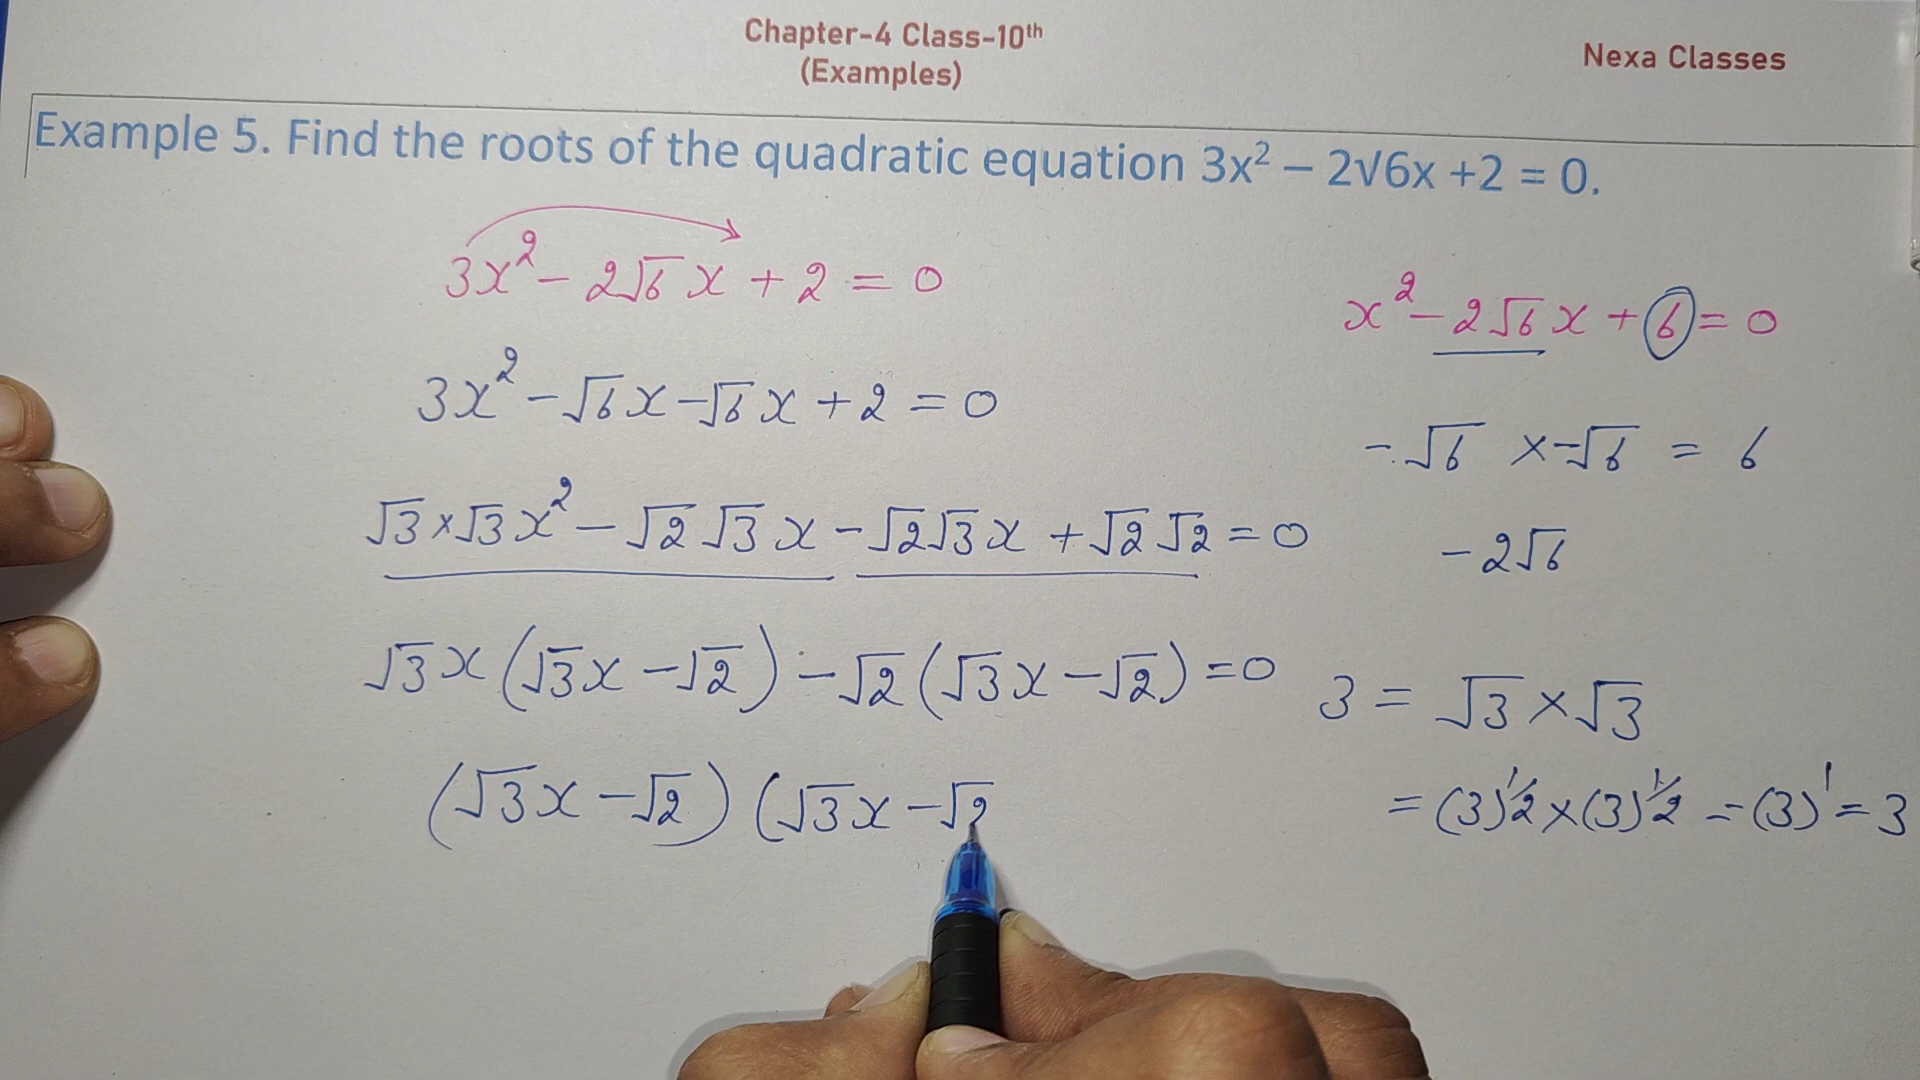 Chapter-4 Class-10th
(Examples)
Nexa Classes
Example 5. Find the roots of the quadratic equation 3x² – 2√6x +2 = 0.
3x² - 2√6 x + 2 = 0
3x² - √6 x - √6 x + 2 = 0
√3 × √3 x² - √2 √3 x - √2 √3 x + √2 √2 = 0
√3 x (√3 x - √2) - √2 (√3 x - √2) = 0
(√3 x - √2) (√3 x - √2
x² - 2√6 x + 6 = 0
- √6 × - √6 = 6
- 2√6
3 = √3 × √3
= (3)^1/2 × (3)^1/2 = (3)^1 = 3